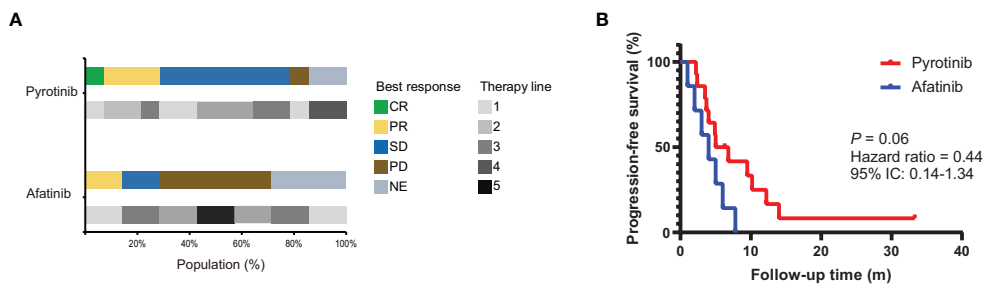 A
Pyrotinib
Afatinib
20% 40% 60% 80% 100%
Population (%)
Best response
CR
PR
SD
PD
NE
Therapy line
1
2
3
4
5
B
Progression-free survival (%)
100
50
0
0 10 20 30 40
Follow-up time (m)
Pyrotinib
Afatinib
P = 0.06
Hazard ratio = 0.44
95% IC: 0.14-1.34